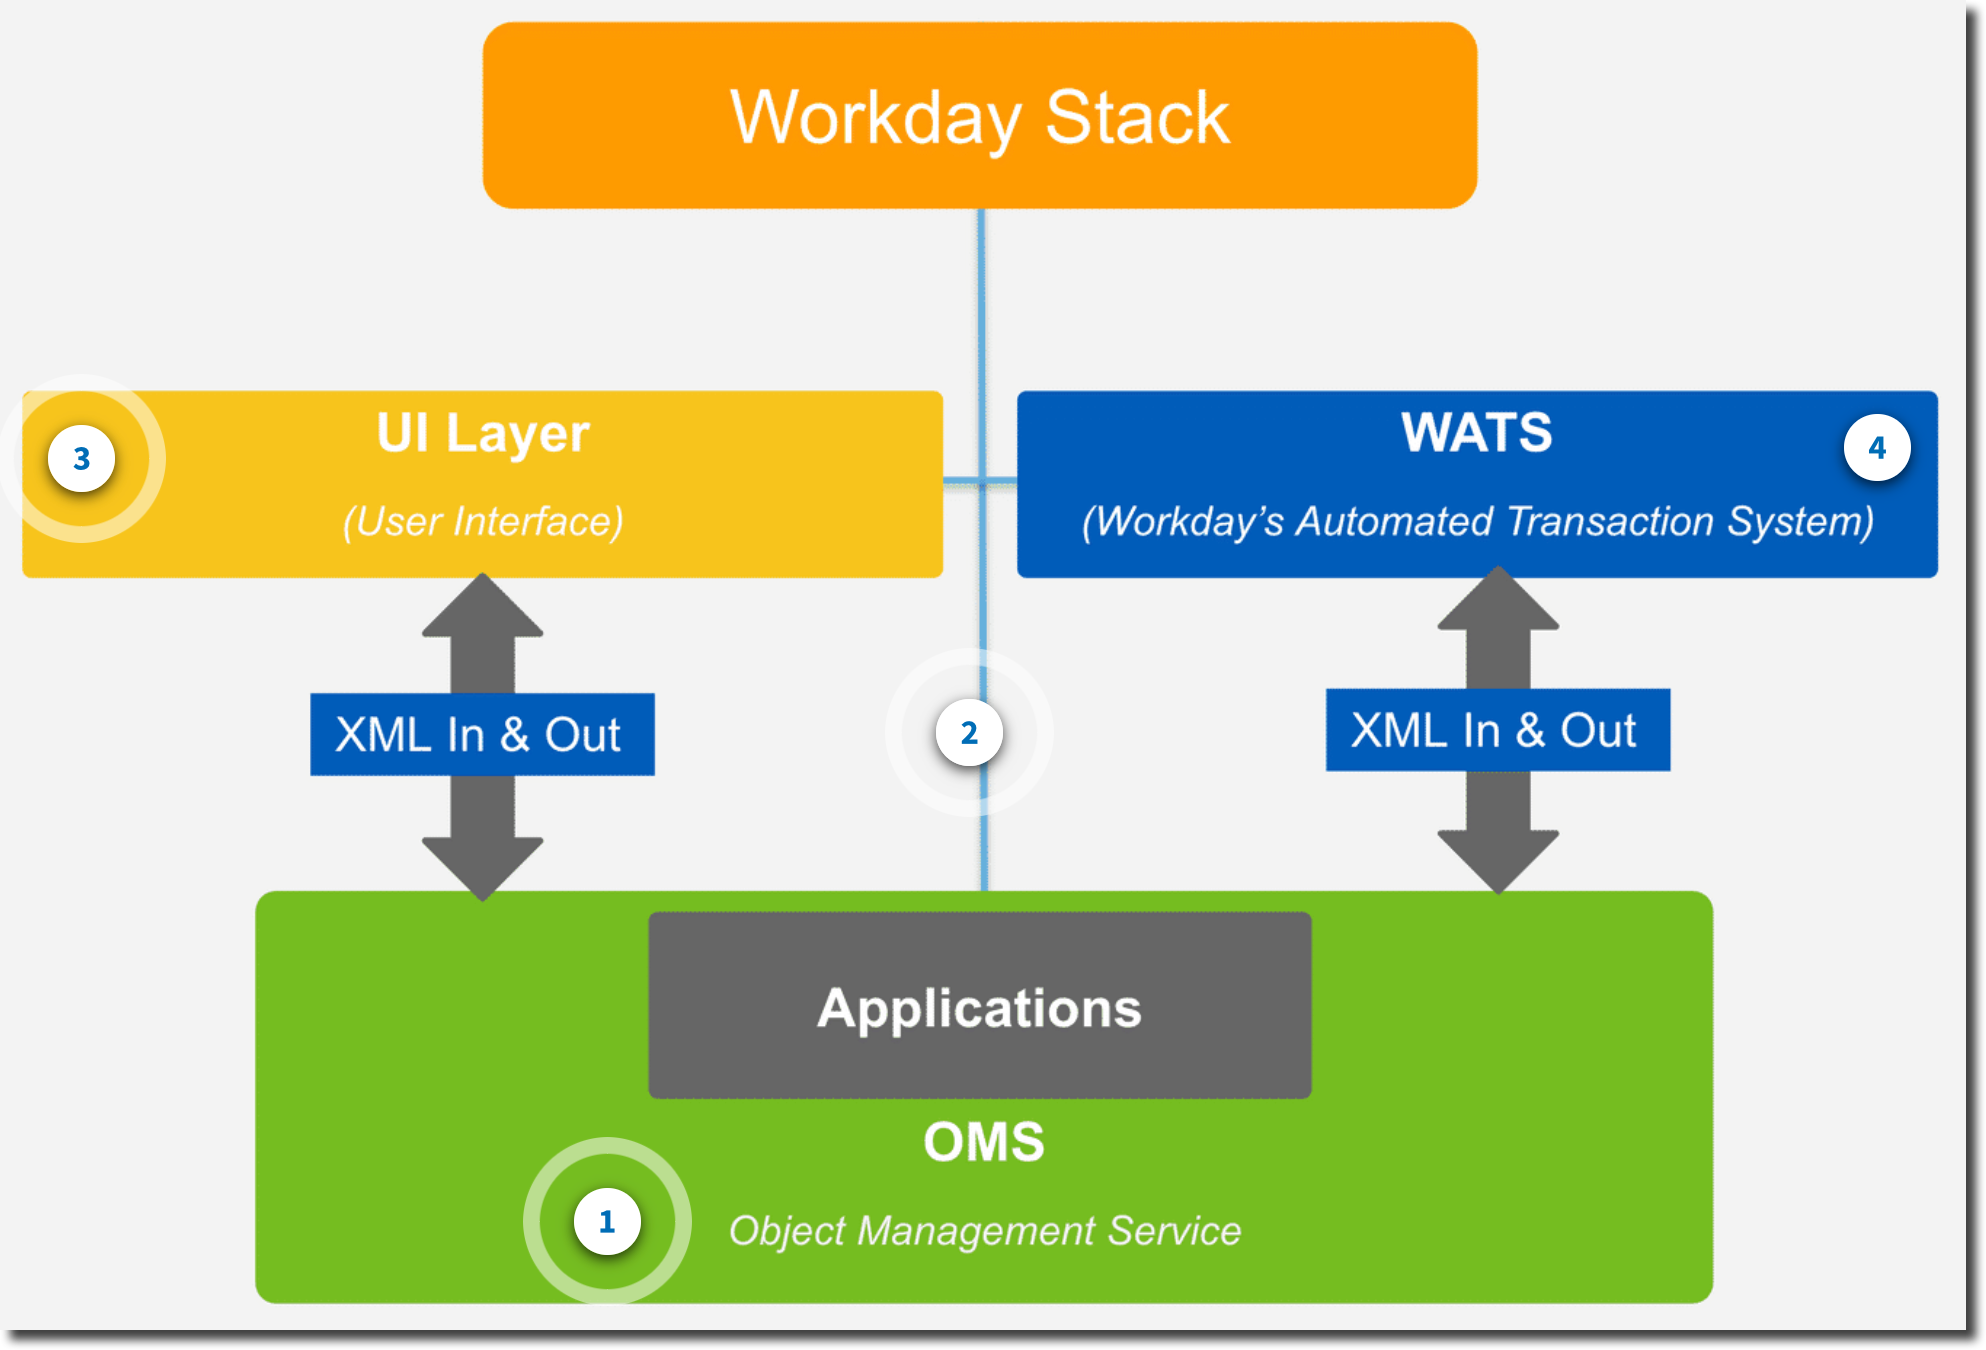 Workday Stack
UI Layer
(User Interface)
3
WATS
(Workday's Automated Transaction System)
4
XML In & Out
2
XML In & Out
Applications
OMS
Object Management Service
1